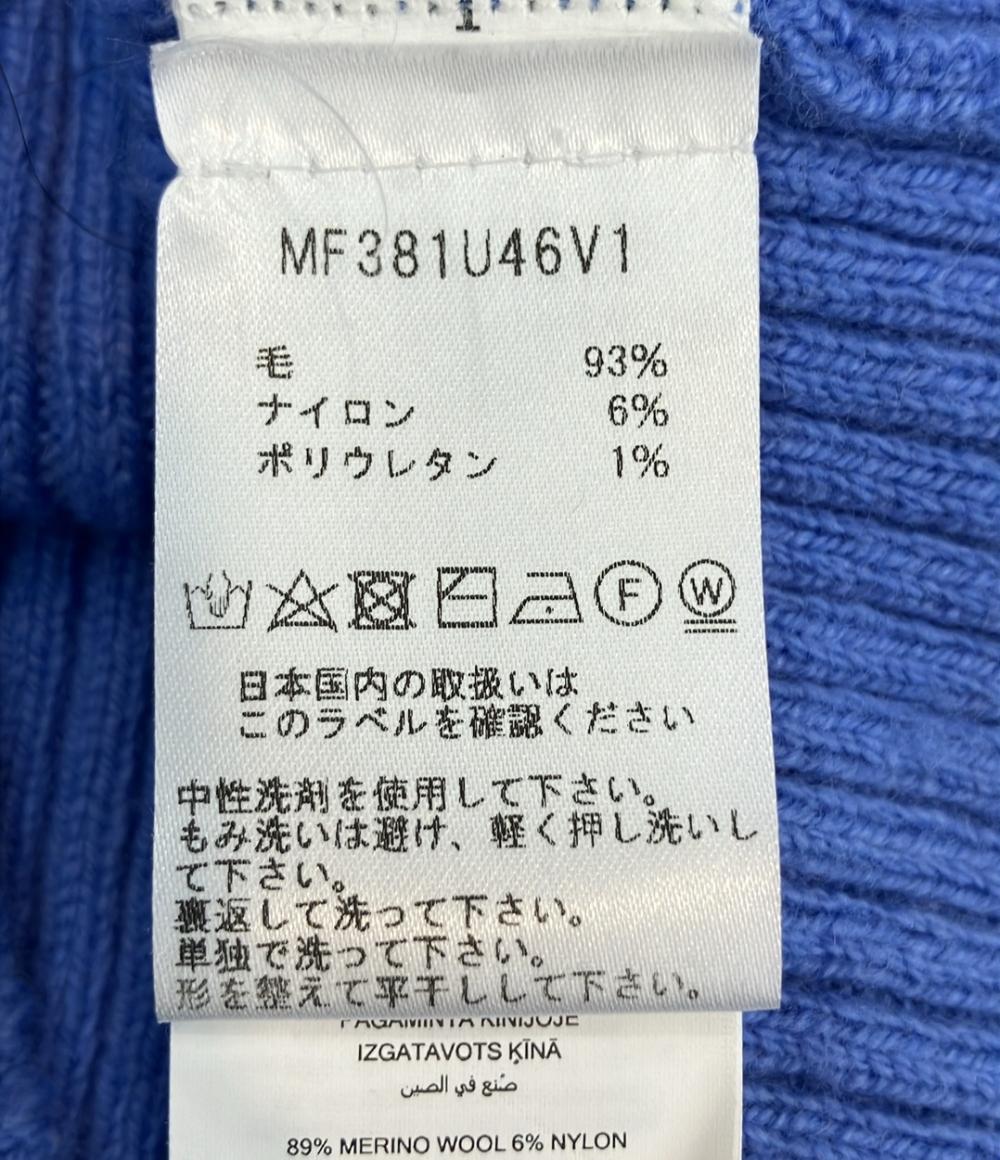 1
MF381U46V1
毛 93%
ナイロン 6%
ポリウレタン 1%
F W
日本国内の取扱いは
このラベルを確認ください
中性洗剤を使用して下さい。
もみ洗いは避け、軽く押し洗いし
て下さい。
裏返して洗って下さい。
単独で洗って下さい。
形を整えて平干しして下さい。
PAGAMINTA KINIJOJE
IZGATAVOTS ĶĪNĀ
صُنع في الصين
89% MERINO WOOL 6% NYLON